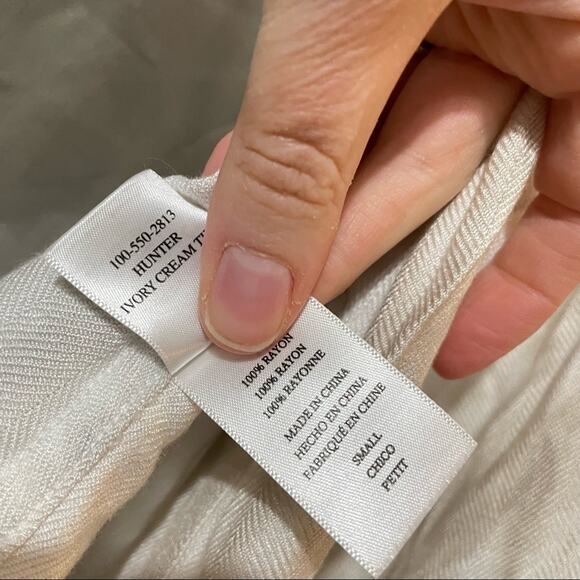 100-550-2813
HUNTER
IVORY CREAM
100% RAYON
100% RAYON
100% RAYONNE
MADE IN CHINA
HECHO EN CHINA
FABRIQUÉ EN CHINE
SMALL
CHICO
PETIT